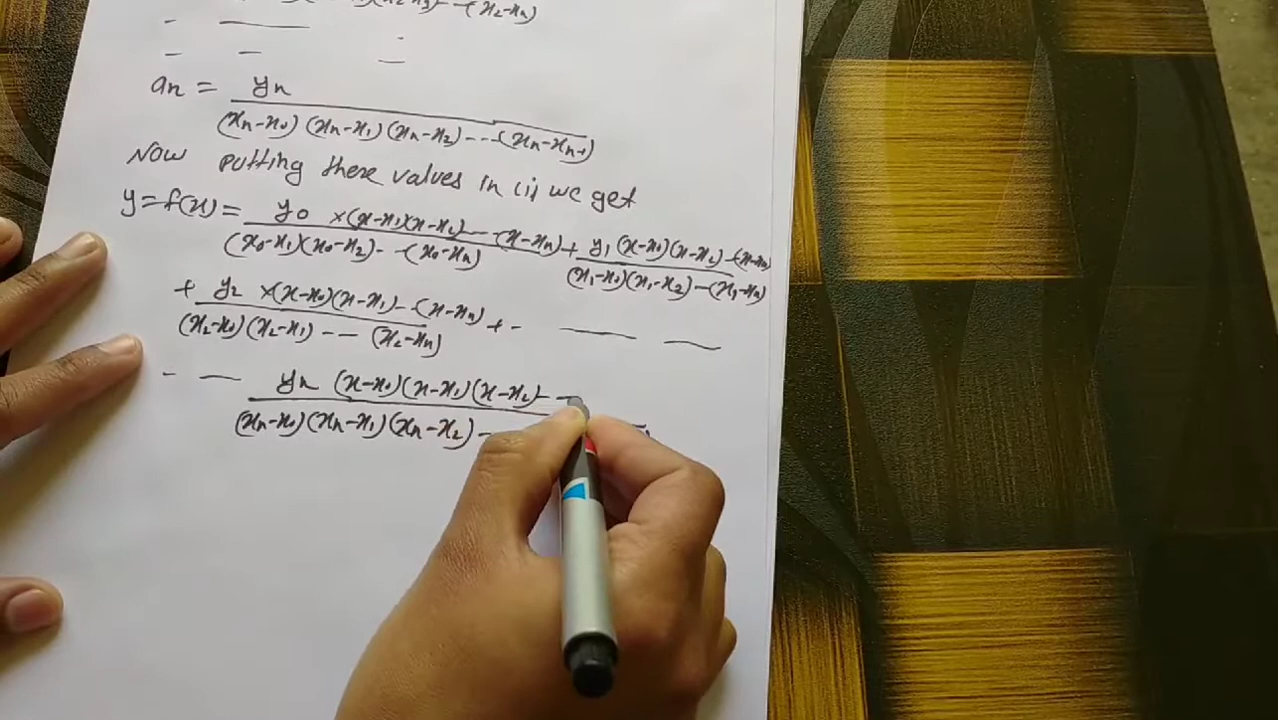 (x2-xn)
an = yn
(xn-x0) (xn-x1) (xn-x2) --- (xn-xn-1)
Now putting these values in (i) we get
y=f(x)= y0 ×(x-x1)(x-x2)---(x-xn) + y1 (x-x0)(x-x2)--(x-xn)
(x0-x1)(x0-x2)--(x0-xn) (x1-x0)(x1-x2)--(x1-xn)
+ y2 ×(x-x0)(x-x1)--(x-xn) + - — —
(x2-x0)(x2-x1) --- (x2-xn)
- — yn (x-x0)(x-x1)(x-x2)- —
(xn-x0)(xn-x1)(xn-x2) --